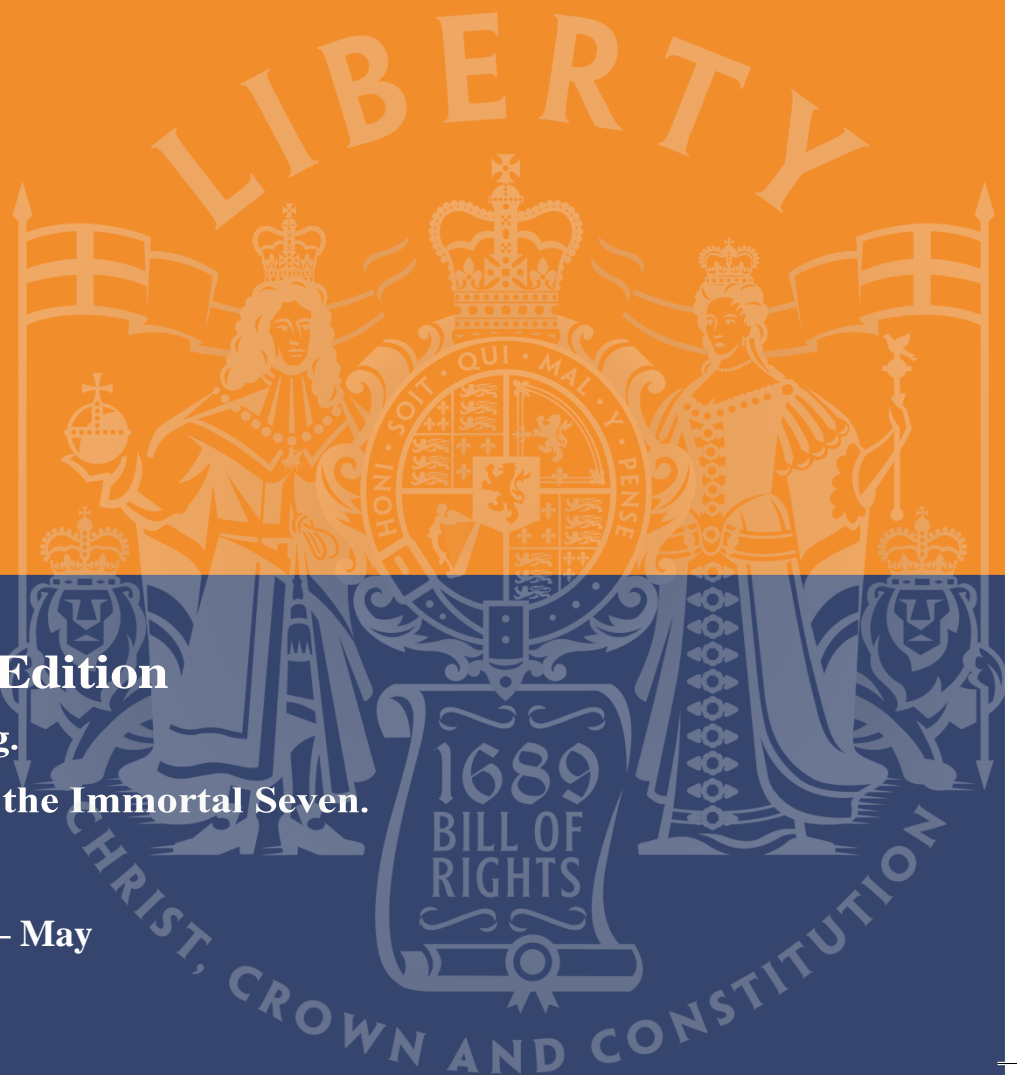 LIBERTY
HONI · SOIT · QUI · MAL · Y · PENSE
Edition
g.
the Immortal Seven.
1689
BILL OF
RIGHTS
– May
CHRIST, CROWN AND CONSTITUTION